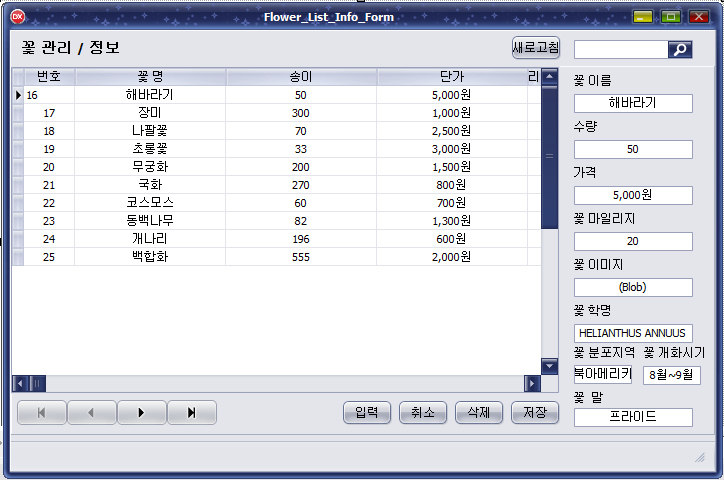 DX Flower_List_Info_Form
꽃 관리 / 정보 새로고침
번호 꽃 명 송이 단가 리
16 해바라기 50 5,000원
17 장미 300 1,000원
18 나팔꽃 70 2,500원
19 초롱꽃 33 3,000원
20 무궁화 200 1,500원
21 국화 270 800원
22 코스모스 60 700원
23 동백나무 82 1,300원
24 개나리 196 600원
25 백합화 555 2,000원
꽃 이름
해바라기
수량
50
가격
5,000원
꽃 마일리지
20
꽃 이미지
(Blob)
꽃 학명
HELIANTHUS ANNUUS
꽃 분포지역 꽃 개화시기
북아메리키 8월~9월
꽃 말
프라이드
입력 취소 삭제 저장